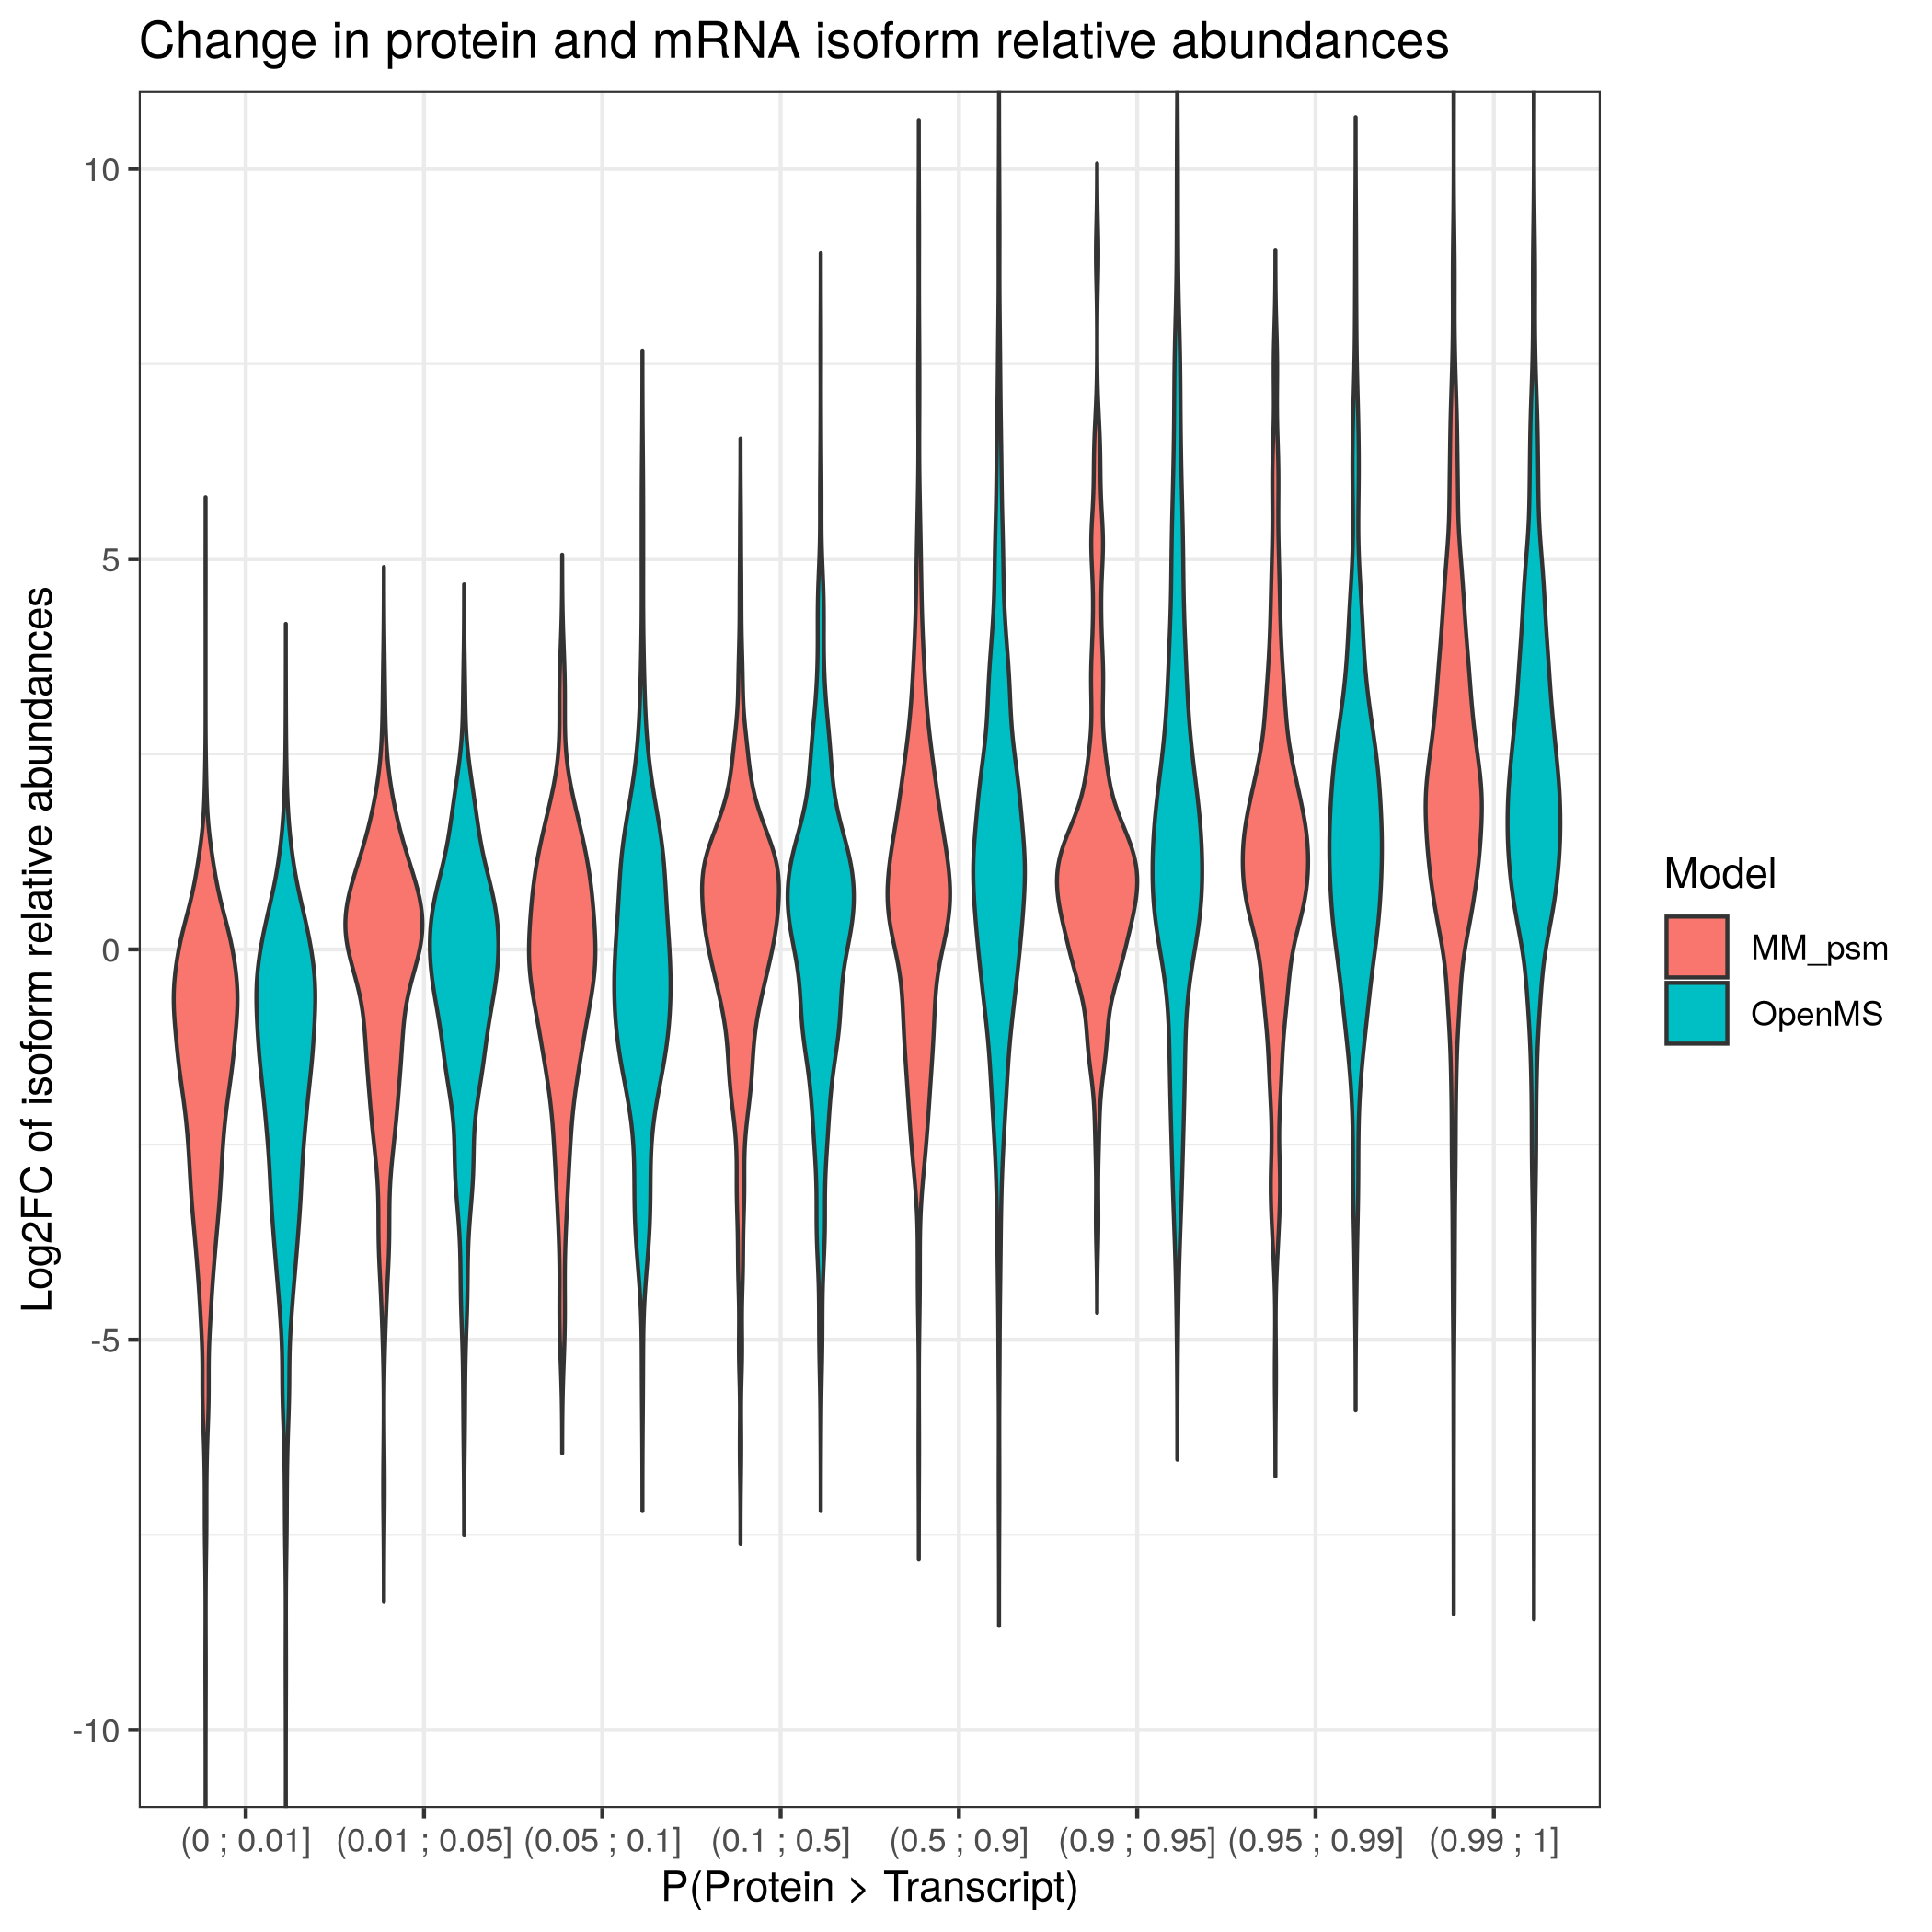 Change in protein and mRNA isoform relative abundances
Log2FC of isoform relative abundances
10
5
0
-5
-10
(0 ; 0.01] (0.01 ; 0.05] (0.05 ; 0.1] (0.1 ; 0.5] (0.5 ; 0.9] (0.9 ; 0.95] (0.95 ; 0.99] (0.99 ; 1]
P(Protein > Transcript)
Model
MM_psm
OpenMS